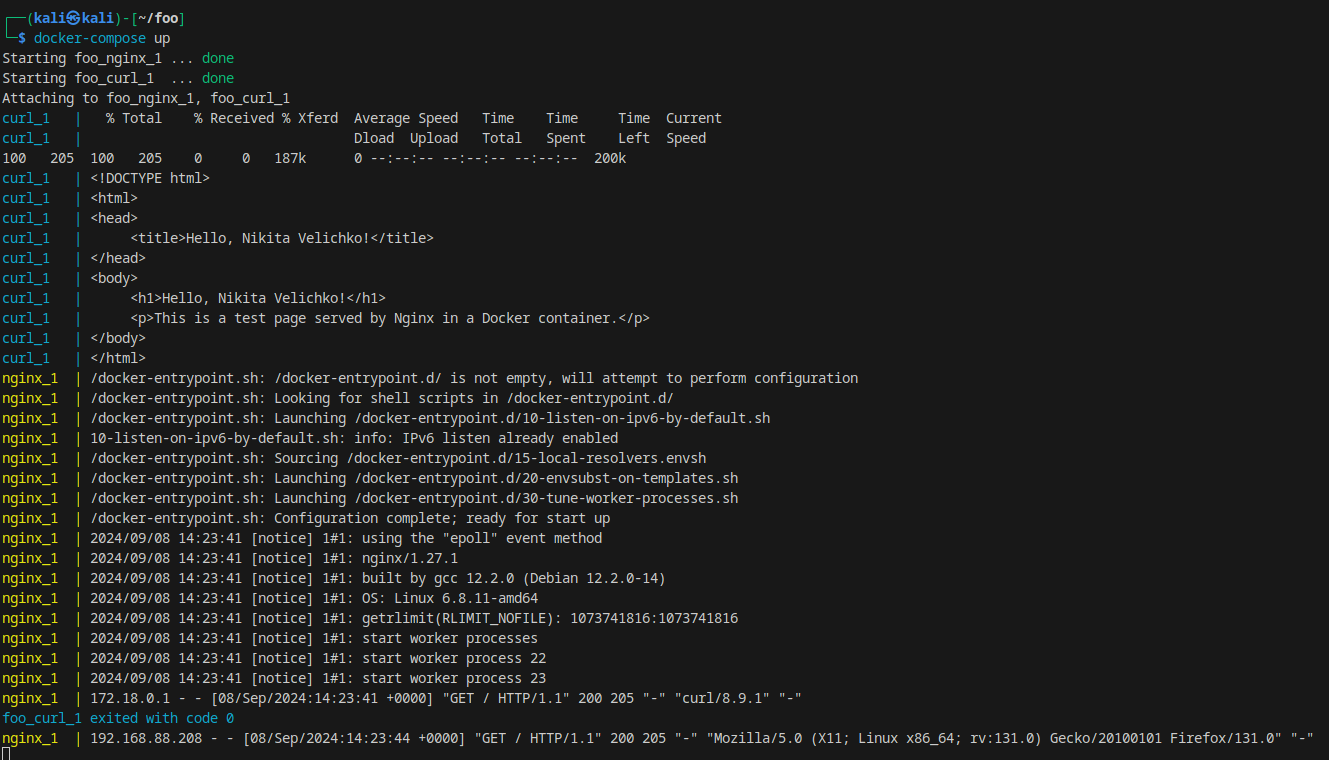 ┌──(kali㉿kali)-[~/foo]
└─$ docker-compose up
Starting foo_nginx_1 ... done
Starting foo_curl_1  ... done
Attaching to foo_nginx_1, foo_curl_1
curl_1   |   % Total    % Received % Xferd  Average Speed   Time    Time     Time  Current
curl_1   |                                  Dload  Upload   Total   Spent    Left  Speed
100   205  100   205    0     0   187k      0 --:--:-- --:--:-- --:--:--  200k
curl_1   | <!DOCTYPE html>
curl_1   | <html>
curl_1   | <head>
curl_1   |      <title>Hello, Nikita Velichko!</title>
curl_1   | </head>
curl_1   | <body>
curl_1   |      <h1>Hello, Nikita Velichko!</h1>
curl_1   |      <p>This is a test page served by Nginx in a Docker container.</p>
curl_1   | </body>
curl_1   | </html>
nginx_1  | /docker-entrypoint.sh: /docker-entrypoint.d/ is not empty, will attempt to perform configuration
nginx_1  | /docker-entrypoint.sh: Looking for shell scripts in /docker-entrypoint.d/
nginx_1  | /docker-entrypoint.sh: Launching /docker-entrypoint.d/10-listen-on-ipv6-by-default.sh
nginx_1  | 10-listen-on-ipv6-by-default.sh: info: IPv6 listen already enabled
nginx_1  | /docker-entrypoint.sh: Sourcing /docker-entrypoint.d/15-local-resolvers.envsh
nginx_1  | /docker-entrypoint.sh: Launching /docker-entrypoint.d/20-envsubst-on-templates.sh
nginx_1  | /docker-entrypoint.sh: Launching /docker-entrypoint.d/30-tune-worker-processes.sh
nginx_1  | /docker-entrypoint.sh: Configuration complete; ready for start up
nginx_1  | 2024/09/08 14:23:41 [notice] 1#1: using the "epoll" event method
nginx_1  | 2024/09/08 14:23:41 [notice] 1#1: nginx/1.27.1
nginx_1  | 2024/09/08 14:23:41 [notice] 1#1: built by gcc 12.2.0 (Debian 12.2.0-14)
nginx_1  | 2024/09/08 14:23:41 [notice] 1#1: OS: Linux 6.8.11-amd64
nginx_1  | 2024/09/08 14:23:41 [notice] 1#1: getrlimit(RLIMIT_NOFILE): 1073741816:1073741816
nginx_1  | 2024/09/08 14:23:41 [notice] 1#1: start worker processes
nginx_1  | 2024/09/08 14:23:41 [notice] 1#1: start worker process 22
nginx_1  | 2024/09/08 14:23:41 [notice] 1#1: start worker process 23
nginx_1  | 172.18.0.1 - - [08/Sep/2024:14:23:41 +0000] "GET / HTTP/1.1" 200 205 "-" "curl/8.9.1" "-"
foo_curl_1 exited with code 0
nginx_1  | 192.168.88.208 - - [08/Sep/2024:14:23:44 +0000] "GET / HTTP/1.1" 200 205 "-" "Mozilla/5.0 (X11; Linux x86_64; rv:131.0) Gecko/20100101 Firefox/131.0" "-"